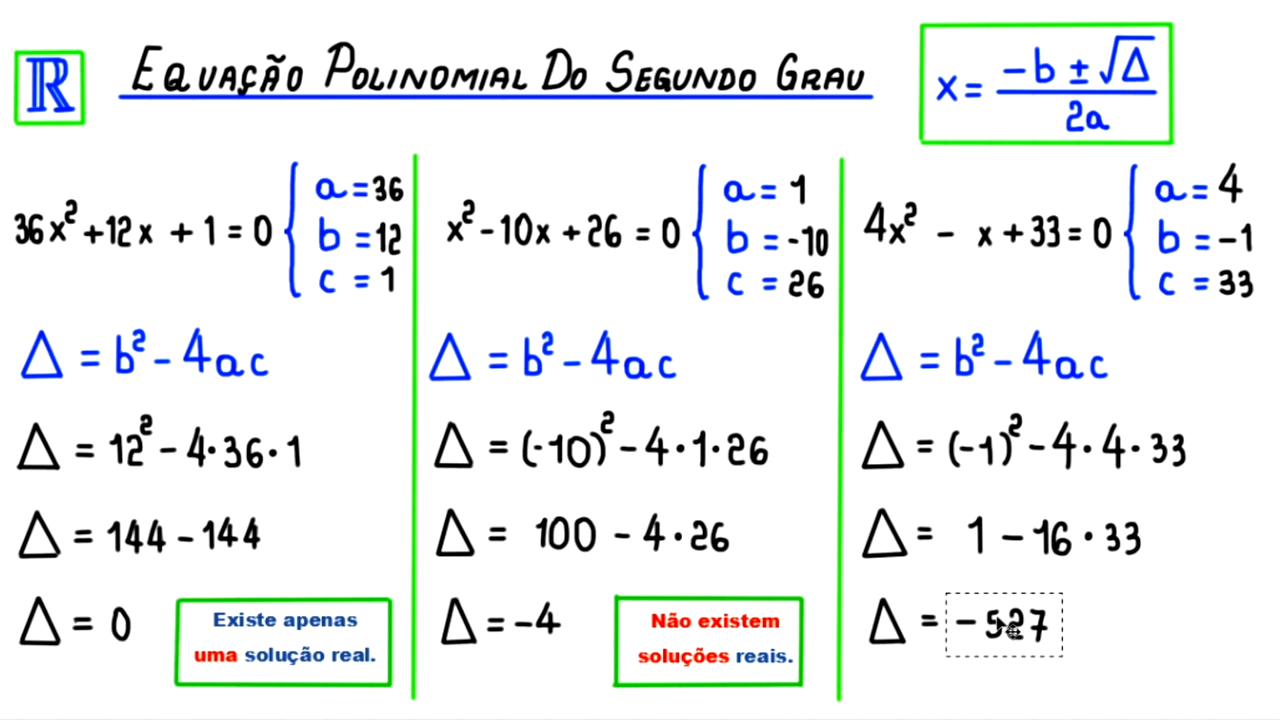 ℝ
EQUAÇÃO POLINOMIAL DO SEGUNDO GRAU
x = (-b ± √Δ) / 2a
36x² + 12x + 1 = 0
a = 36
b = 12
c = 1
Δ = b² - 4ac
Δ = 12² - 4·36·1
Δ = 144 - 144
Δ = 0
Existe apenas
uma solução real.
x² - 10x + 26 = 0
a = 1
b = -10
c = 26
Δ = b² - 4ac
Δ = (-10)² - 4·1·26
Δ = 100 - 4·26
Δ = -4
Não existem
soluções reais.
4x² - x + 33 = 0
a = 4
b = -1
c = 33
Δ = b² - 4ac
Δ = (-1)² - 4·4·33
Δ = 1 - 16·33
Δ = -527